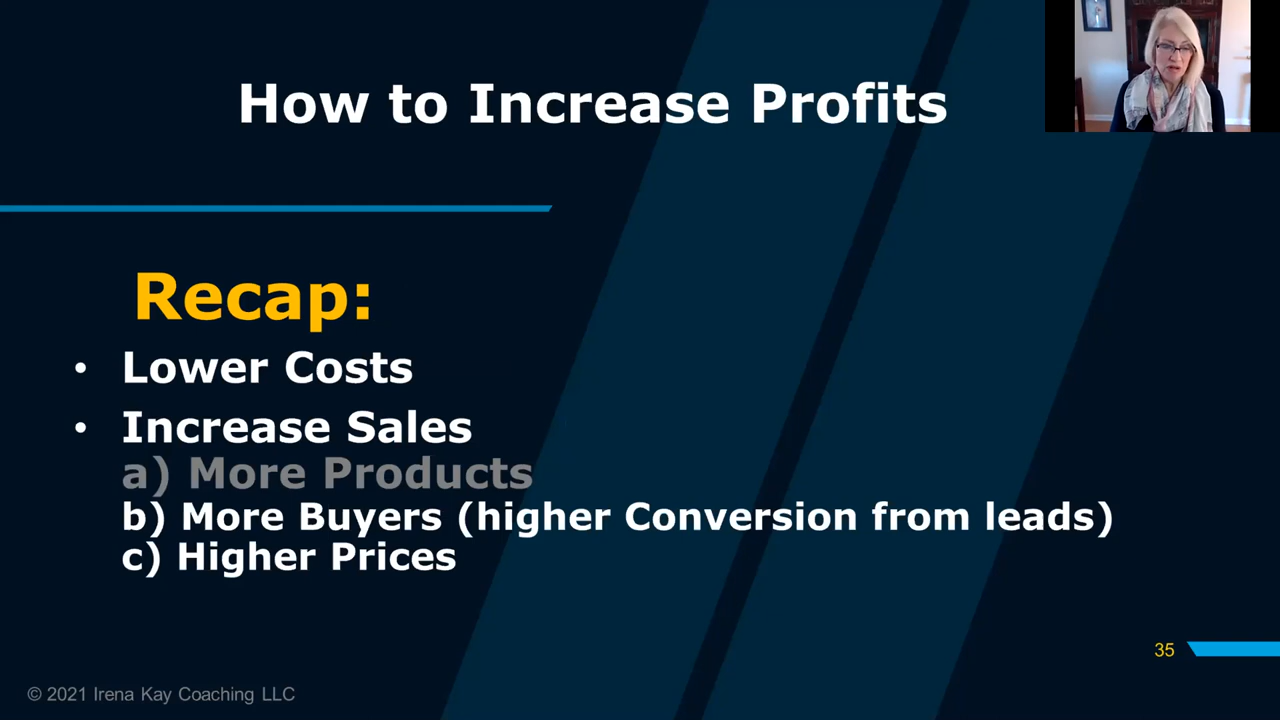 How to Increase Profits
Recap:
• Lower Costs
• Increase Sales
a) More Products
b) More Buyers (higher Conversion from leads)
c) Higher Prices
35
© 2021 Irena Kay Coaching LLC